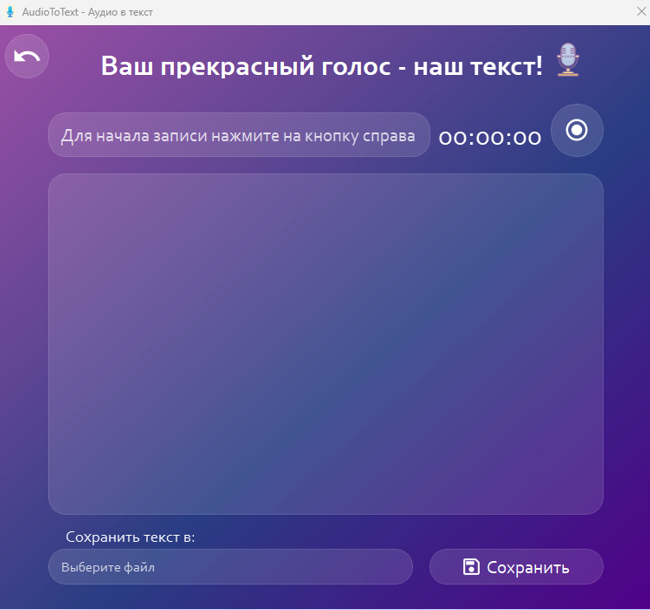 AudioToText - Аудио в текст
Ваш прекрасный голос - наш текст!
Для начала записи нажмите на кнопку справа
00:00:00
Сохранить текст в:
Выберите файл
Сохранить